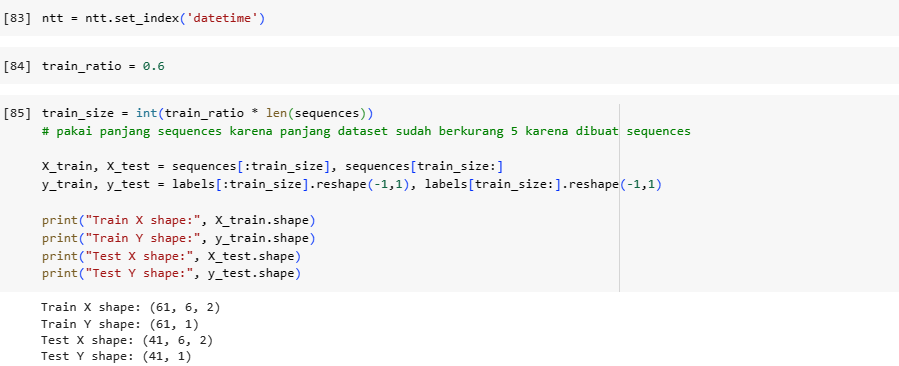 [83] ntt = ntt.set_index('datetime')
[84] train_ratio = 0.6
[85] train_size = int(train_ratio * len(sequences))
# pakai panjang sequences karena panjang dataset sudah berkurang 5 karena dibuat sequences
X_train, X_test = sequences[:train_size], sequences[train_size:]
y_train, y_test = labels[:train_size].reshape(-1,1), labels[train_size:].reshape(-1,1)
print("Train X shape:", X_train.shape)
print("Train Y shape:", y_train.shape)
print("Test X shape:", X_test.shape)
print("Test Y shape:", y_test.shape)
Train X shape: (61, 6, 2)
Train Y shape: (61, 1)
Test X shape: (41, 6, 2)
Test Y shape: (41, 1)